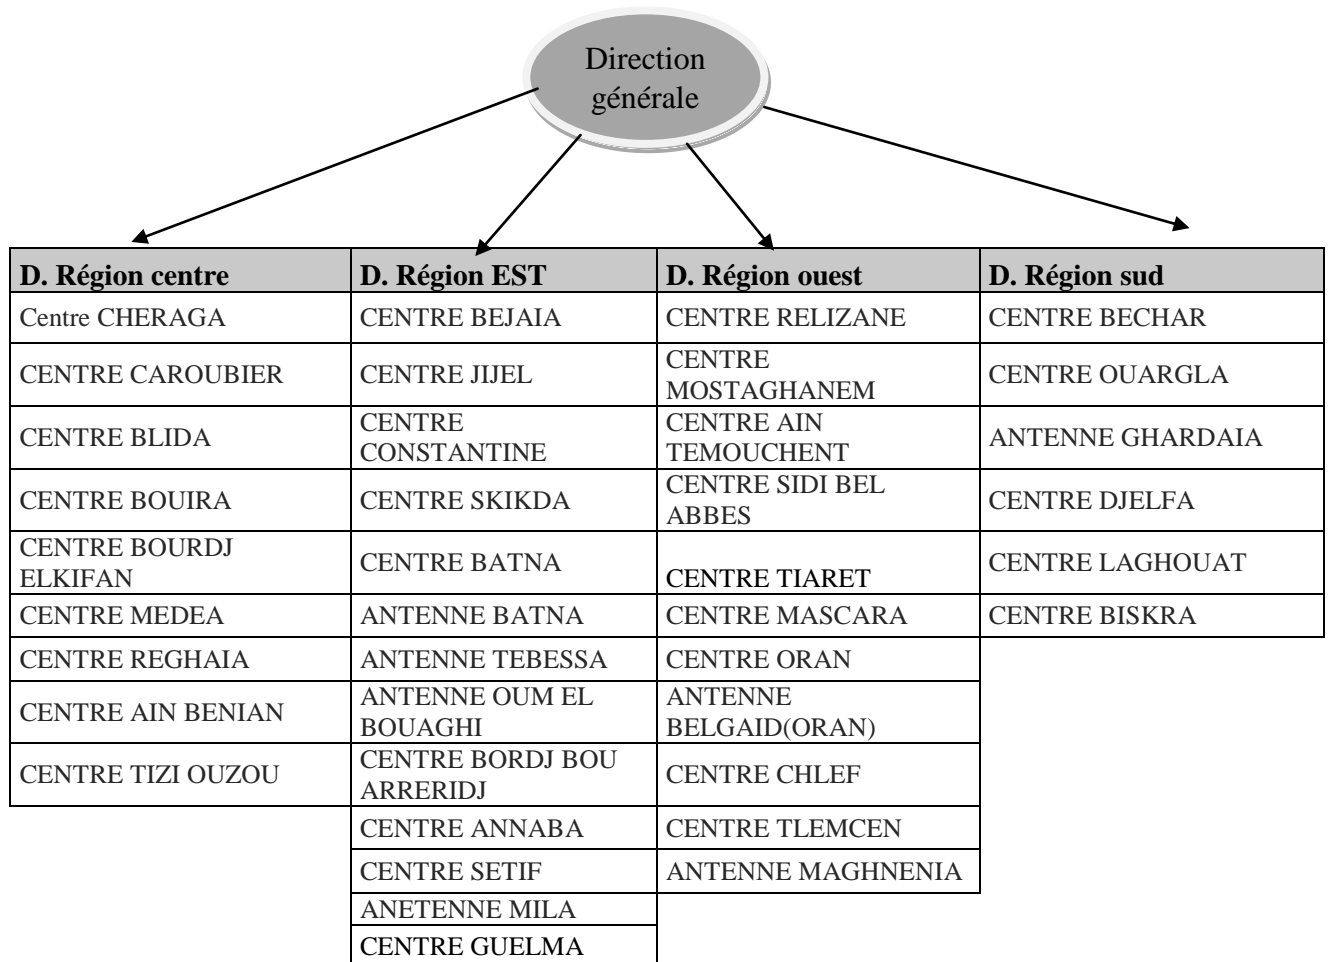 Direction
générale
D. Région centre
D. Région EST
D. Région ouest
D. Région sud
Centre CHERAGA
CENTRE BEJAIA
CENTRE RELIZANE
CENTRE BECHAR
CENTRE CAROUBIER
CENTRE JIJEL
CENTRE
MOSTAGHANEM
CENTRE OUARGLA
CENTRE BLIDA
CENTRE
CONSTANTINE
CENTRE AIN
TEMOUCHENT
ANTENNE GHARDAIA
CENTRE BOUIRA
CENTRE SKIKDA
CENTRE SIDI BEL
ABBES
CENTRE DJELFA
CENTRE BOURDJ
ELKIFAN
CENTRE BATNA
CENTRE TIARET
CENTRE LAGHOUAT
CENTRE MEDEA
ANTENNE BATNA
CENTRE MASCARA
CENTRE BISKRA
CENTRE REGHAIA
ANTENNE TEBESSA
CENTRE ORAN
CENTRE AIN BENIAN
ANTENNE OUM EL
BOUAGHI
ANTENNE
BELGAID(ORAN)
CENTRE TIZI OUZOU
CENTRE BORDJ BOU
ARRERIDJ
CENTRE CHLEF
CENTRE ANNABA
CENTRE TLEMCEN
CENTRE SETIF
ANTENNE MAGHNENIA
ANETENNE MILA
CENTRE GUELMA